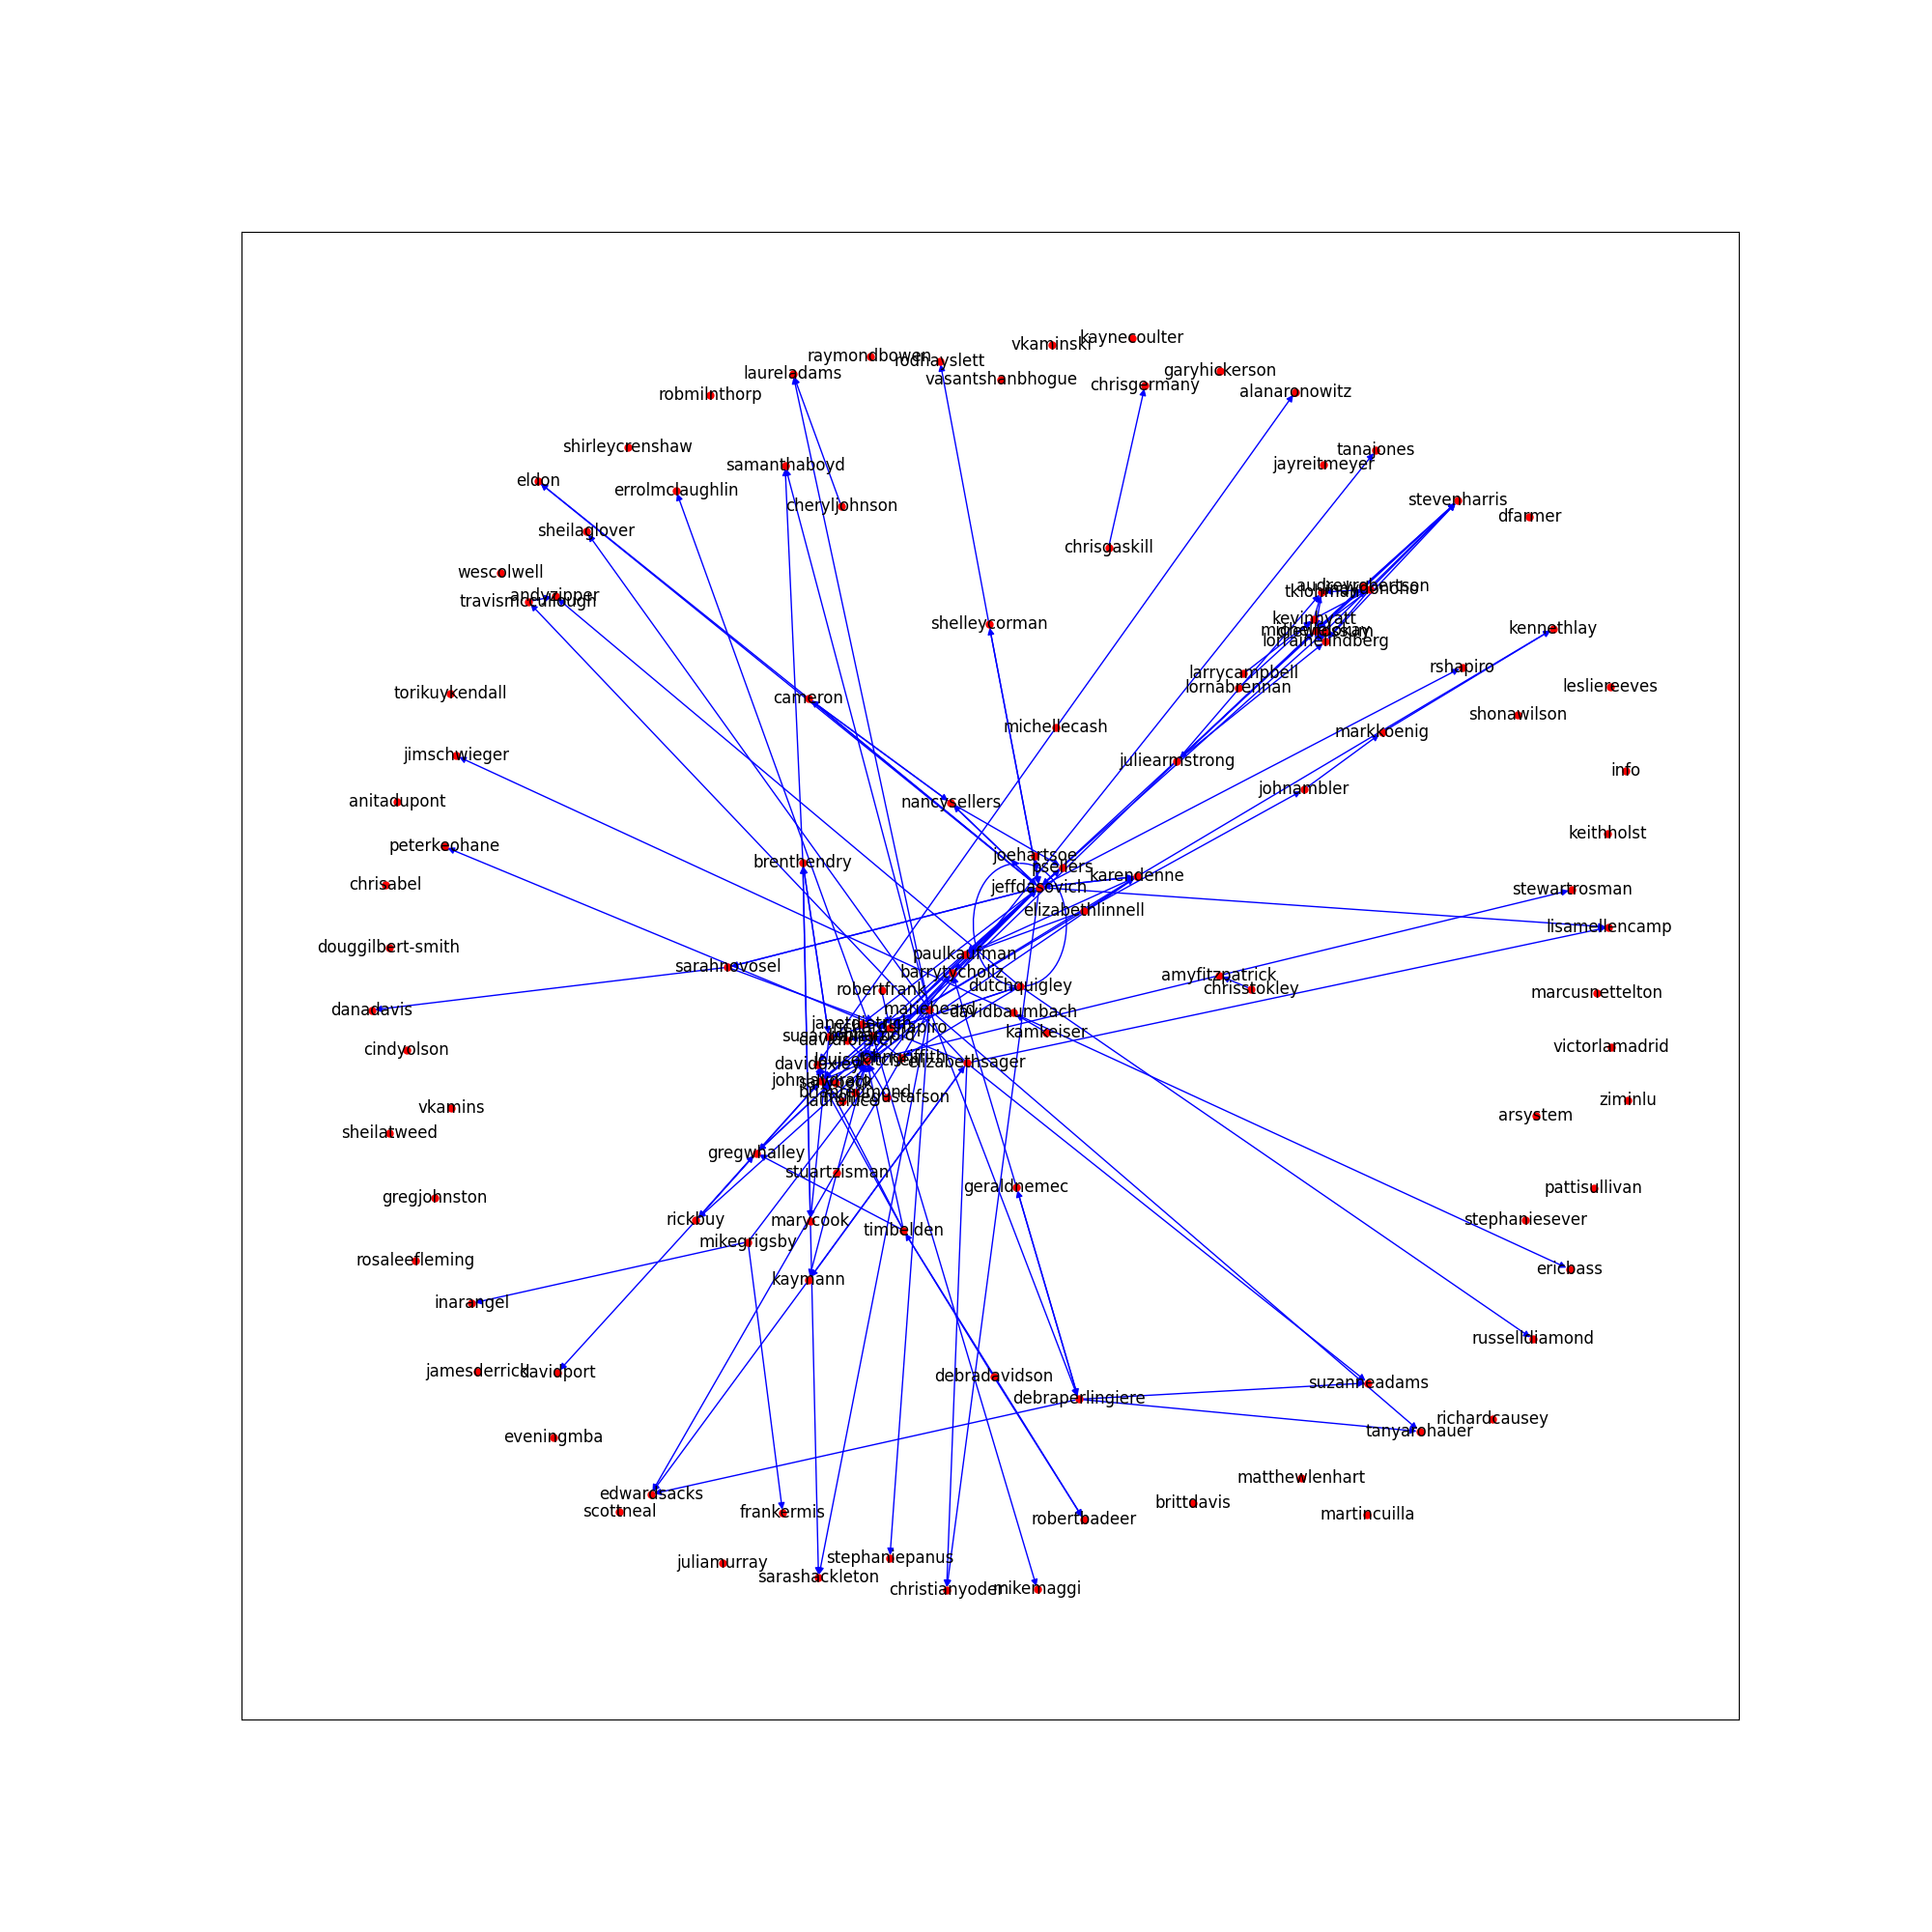 kaynecoulter
vkaminski
raymondbowen
rodhayslett
garyhickerson
laureladams
vasantshanbhogue
chrisgermany
alanaronowitz
robmilnthorp
shirleycrenshaw
tanajones
samanthaboyd
jayreitmeyer
eldon
errolmclaughlin
stevenharris
cheryljohnson
dfarmer
sheilaglover
chrisgaskill
wescolwell
audreyrobertson
andyzipper
travismccullough
kevinhyatt
shelleycorman
kennethlay
lorrainelindberg
rshapiro
larrycampbell
lornabrennan
lesliereeves
torikuykendall
cameron
shonawilson
michellecash
markkoenig
jimschwieger
juliearmstrong
info
johnambler
anitadupont
nancysellers
keithholst
peterkeohane
joehartsoe
brenthendry
psellers
karendenne
chrisabel
jeffdasovich
stewartrosman
elizabethlinnell
lisamellencamp
douggilbert-smith
paulkaufman
sarahnovosel
barrytycholiz
amyfitzpatrick
dutchquigley
robertfrank
chrisstokley
marcusnettelton
danadavis
davidbaumbach
kamkeiser
victorlamadrid
cindyolson
elizabethsager
ziminlu
vkamins
arsystem
sheilatweed
gregwhalley
stuartzisman
geraldnemec
pattisullivan
gregjohnston
rickbuy
marycook
stephaniesever
timbelden
mikegrigsby
rosaleefleming
ericbass
kaymann
inarangel
russelldiamond
jamesderrick
davidport
debradavidson
suzanneadams
debraperlingiere
richardcausey
tanyarohauer
eveningmba
matthewlenhart
edwardsacks
brittdavis
scottneal
frankermis
martincuilla
robertbadeer
stephaniepanus
juliamurray
sarashackleton
christianyoder
mikemaggi